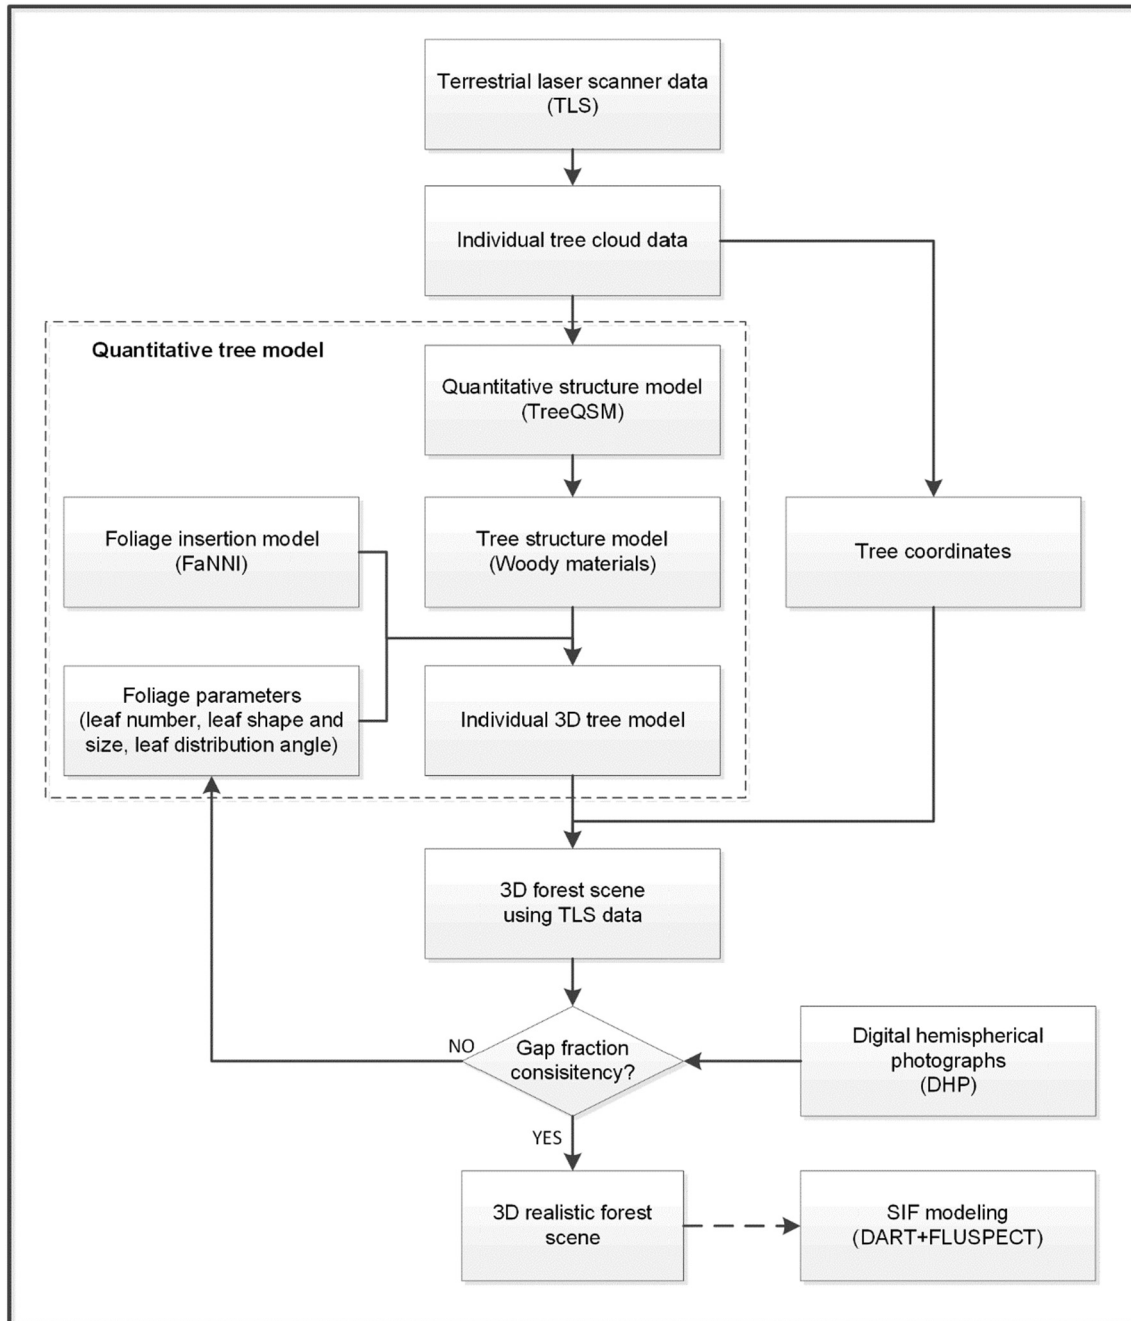 Terrestrial laser scanner data
(TLS)
Individual tree cloud data
Quantitative tree model
Quantitative structure model
(TreeQSM)
Foliage insertion model
(FaNNI)
Tree structure model
(Woody materials)
Tree coordinates
Foliage parameters
(leaf number, leaf shape and
size, leaf distribution angle)
Individual 3D tree model
3D forest scene
using TLS data
NO
Gap fraction
consisitency?
Digital hemispherical
photographs
(DHP)
YES
3D realistic forest
scene
SIF modeling
(DART+FLUSPECT)